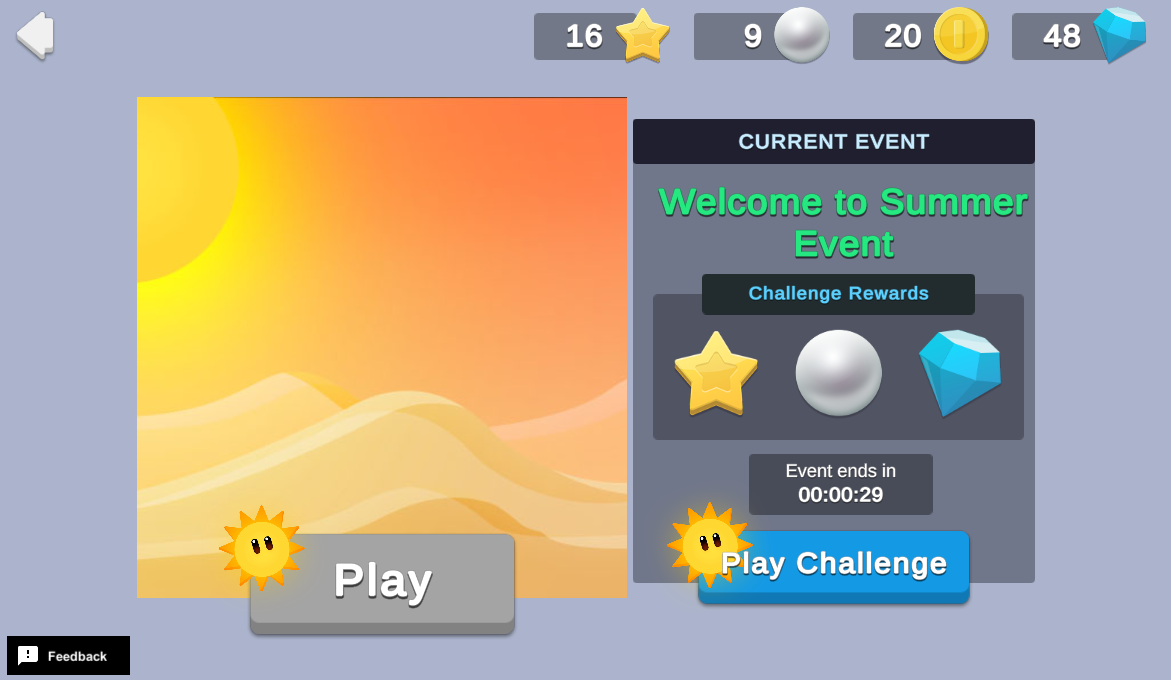 16
9
20
48
CURRENT EVENT
Welcome to Summer
Event
Challenge Rewards
Event ends in
00:00:29
Play
Play Challenge
Feedback